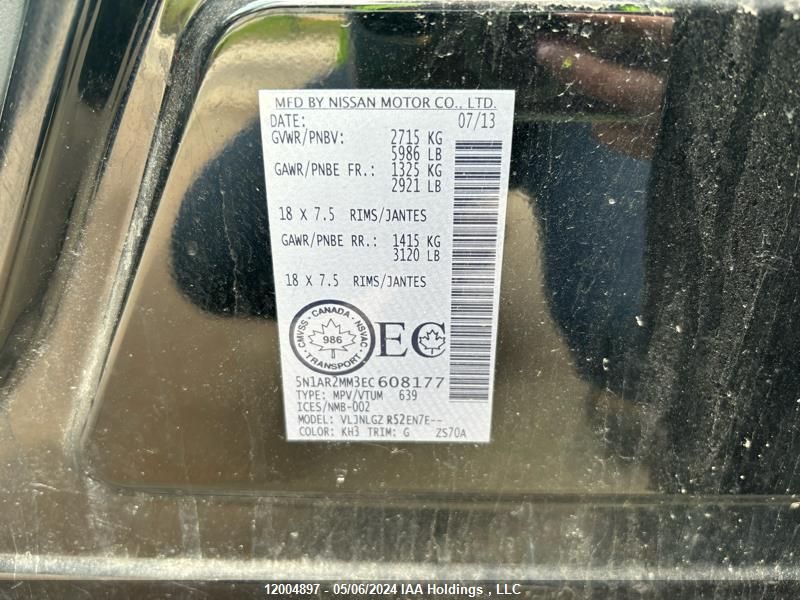 MFD BY NISSAN MOTOR CO., LTD.
DATE: 07/13
GVWR/PNBV: 2715 KG
5986 LB
GAWR/PNBE FR.: 1325 KG
2921 LB
18 X 7.5 RIMS/JANTES
GAWR/PNBE RR.: 1415 KG
3120 LB
18 X 7.5 RIMS/JANTES
CMVSS - CANADA - NSVAC
986
- TRANSPORT -
EC
5N1AR2MM3EC608177
TYPE: MPV/VTUM 639
ICES/NMB-002
MODEL: VLJNLGZ R52EN7E--
COLOR: KH3 TRIM: G ZS70A
12004897 - 05/06/2024 IAA Holdings , LLC